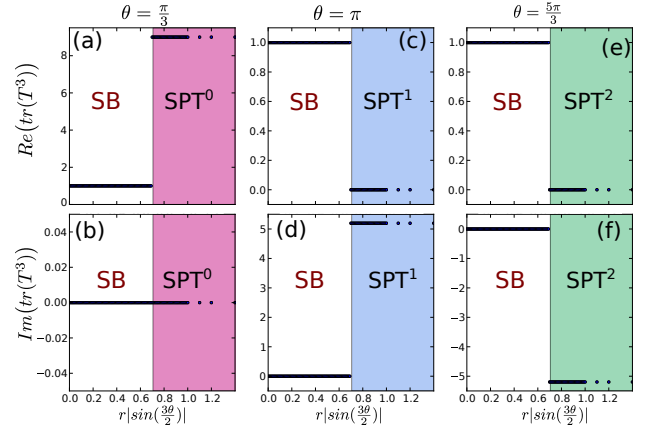 θ = π/3
θ = π
θ = 5π/3
Re(tr(T³))
(a)
SB
SPT⁰
8
6
4
2
0
(c)
SB
SPT¹
1.0
0.8
0.6
0.4
0.2
0.0
(e)
SB
SPT²
1.0
0.8
0.6
0.4
0.2
0.0
Im(tr(T³))
(b)
SB
SPT⁰
0.04
0.02
0.00
−0.02
−0.04
0.0 0.2 0.4 0.6 0.8 1.0 1.2
r|sin(3θ/2)|
(d)
SB
SPT¹
5
4
3
2
1
0
0.0 0.2 0.4 0.6 0.8 1.0 1.2
r|sin(3θ/2)|
(f)
SB
SPT²
0
−1
−2
−3
−4
−5
0.0 0.2 0.4 0.6 0.8 1.0 1.2
r|sin(3θ/2)|